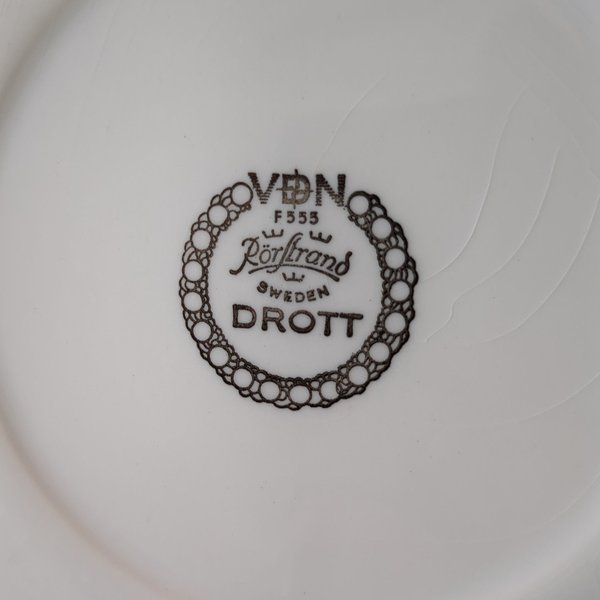 VDN
F555
Rörstrand
SWEDEN
DROTT